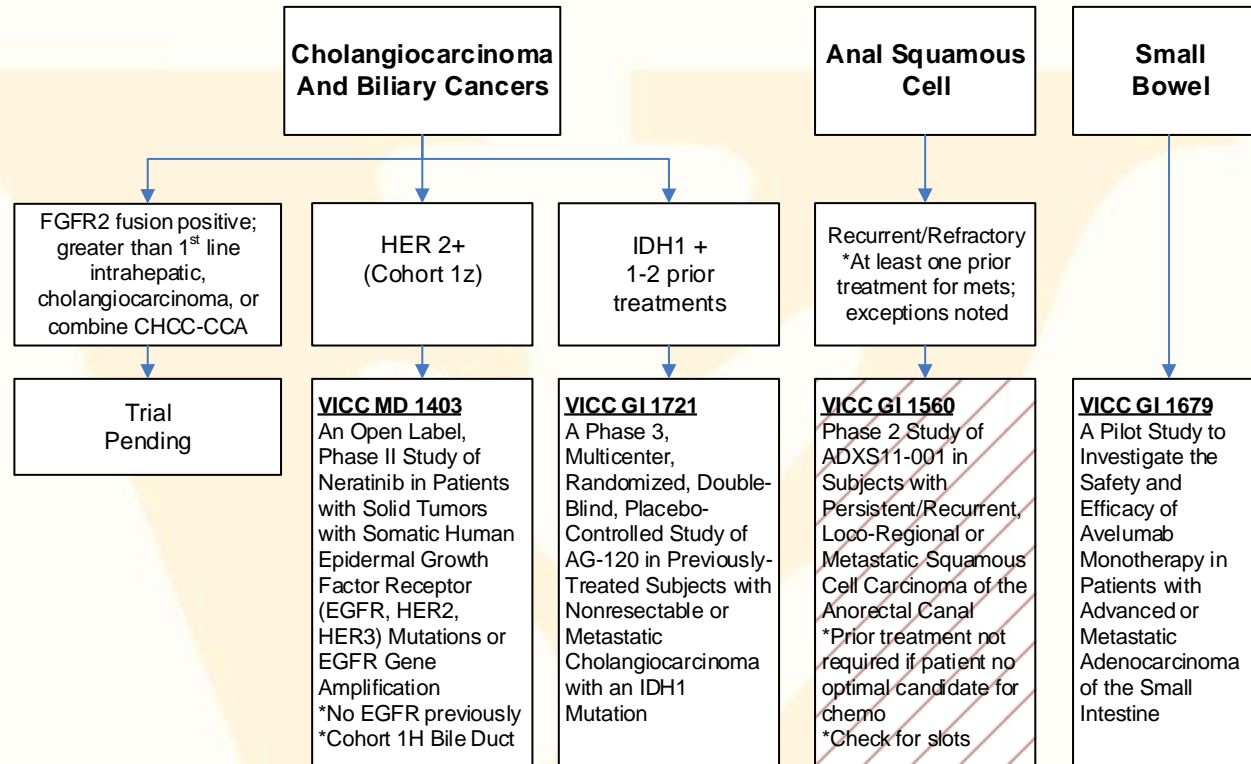 Cholangiocarcinoma
And Biliary Cancers
Anal Squamous
Cell
Small
Bowel
FGFR2 fusion positive;
greater than 1st line
intrahepatic,
cholangiocarcinoma, or
combine CHCC-CCA
HER 2+
(Cohort 1z)
IDH1 +
1-2 prior
treatments
Recurrent/Refractory
*At least one prior
treatment for mets;
exceptions noted
Trial
Pending
VICC MD 1403
An Open Label,
Phase II Study of
Neratinib in Patients
with Solid Tumors
with Somatic Human
Epidermal Growth
Factor Receptor
(EGFR, HER2,
HER3) Mutations or
EGFR Gene
Amplification
*No EGFR previously
*Cohort 1H Bile Duct
VICC GI 1721
A Phase 3,
Multicenter,
Randomized, Double-
Blind, Placebo-
Controlled Study of
AG-120 in Previously-
Treated Subjects with
Nonresectable or
Metastatic
Cholangiocarcinoma
with an IDH1
Mutation
VICC GI 1560
Phase 2 Study of
ADXS11-001 in
Subjects with
Persistent/Recurrent,
Loco-Regional or
Metastatic Squamous
Cell Carcinoma of the
Anorectal Canal
*Prior treatment not
required if patient no
optimal candidate for
chemo
*Check for slots
VICC GI 1679
A Pilot Study to
Investigate the
Safety and
Efficacy of
Avelumab
Monotherapy in
Patients with
Advanced or
Metastatic
Adenocarcinoma
of the Small
Intestine